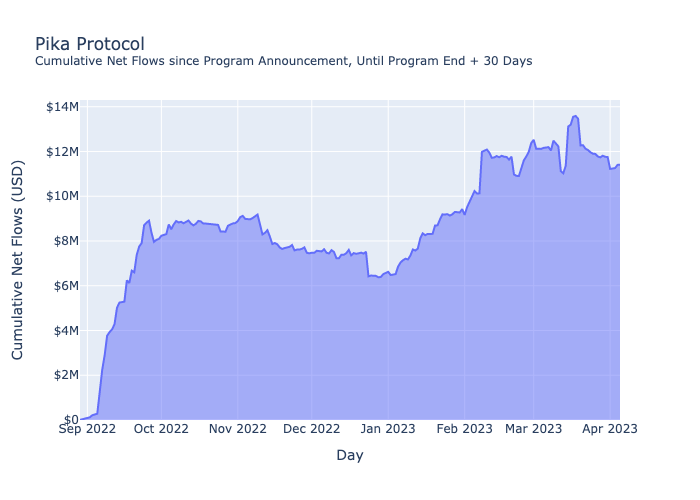 Pika Protocol
Cumulative Net Flows since Program Announcement, Until Program End + 30 Days
Cumulative Net Flows (USD)
$14M
$12M
$10M
$8M
$6M
$4M
$2M
$0
Sep 2022 Oct 2022 Nov 2022 Dec 2022 Jan 2023 Feb 2023 Mar 2023 Apr 2023
Day